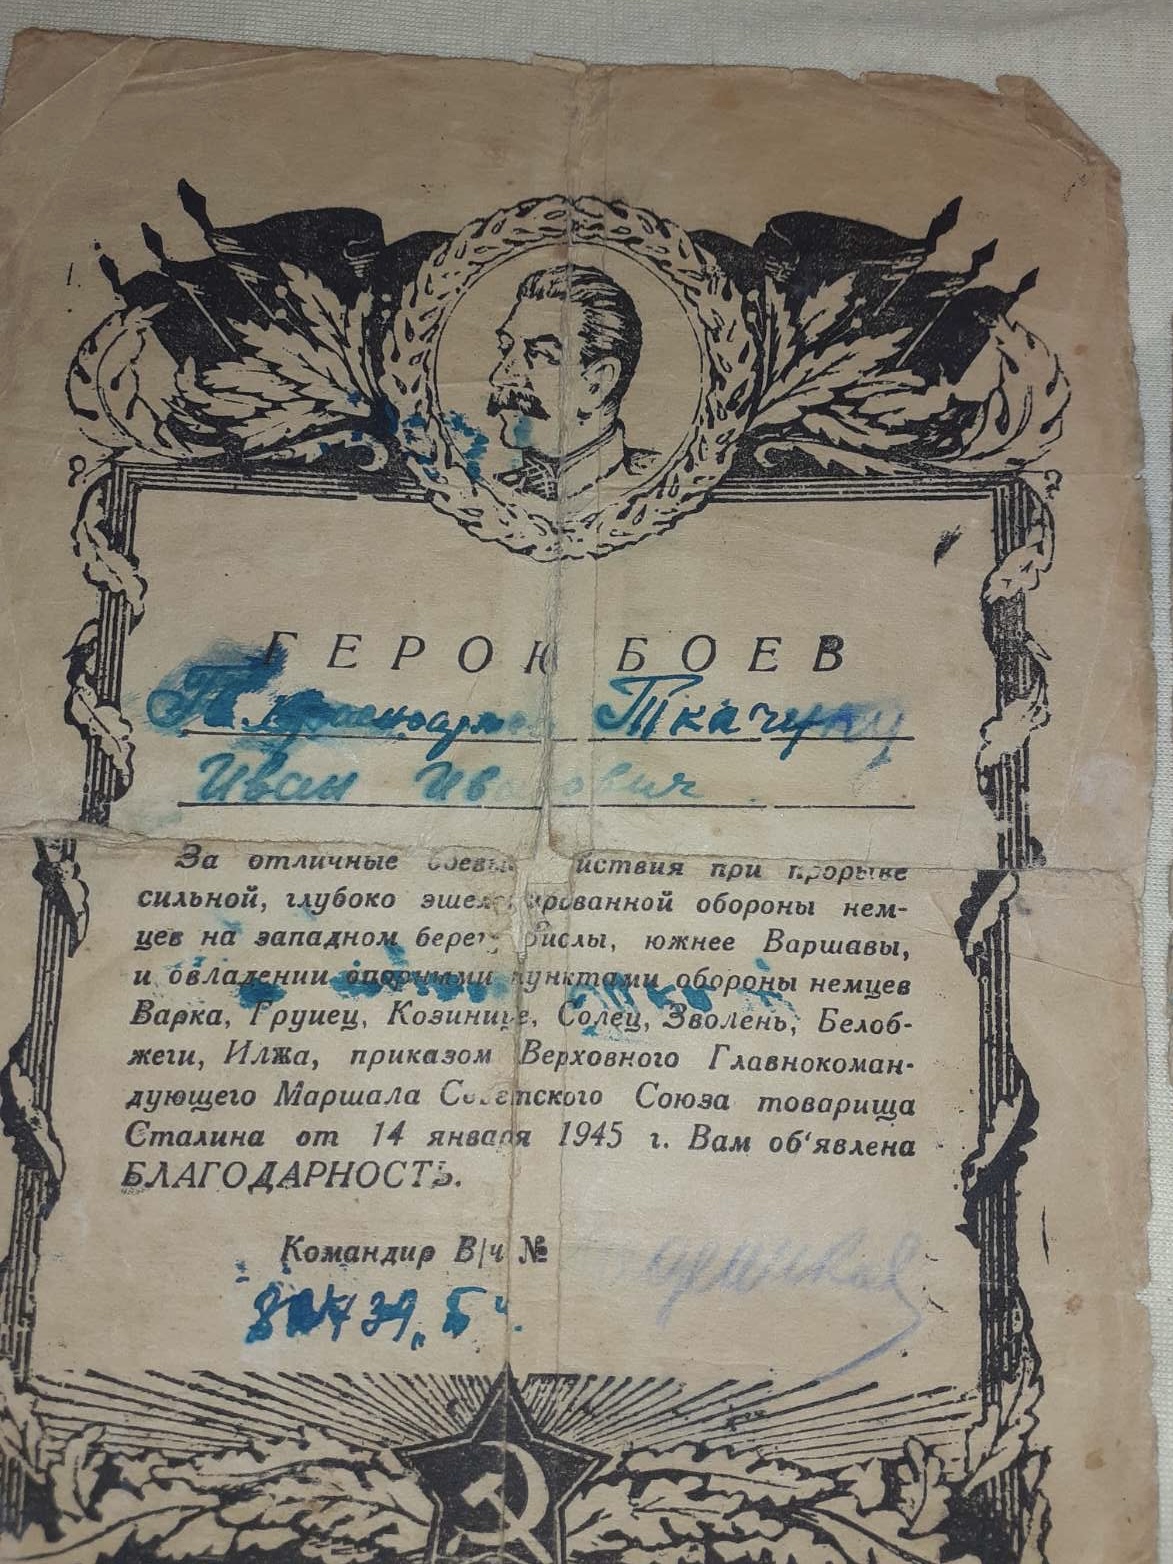 ГЕРОЮ БОЕВ
Ткачуку
Иван Иванович
За отличные боевые действия при прорыве
сильной, глубоко эшелонированной обороны нем-
цев на западном берегу Вислы, южнее Варшавы,
и овладении опорными пунктами обороны немцев
Варка, Груиец, Козинице, Солец, Зволень, Белоб-
жеги, Илжа, приказом Верховного Главнокоман-
дующего Маршала Советского Союза товарища
Сталина от 14 января 1945 г. Вам об'явлена
БЛАГОДАРНОСТЬ.
Командир В/ч №